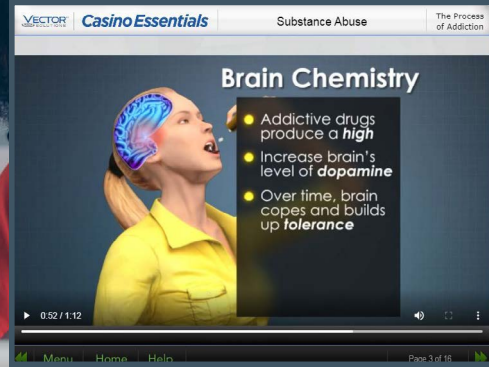 VECTOR SOLUTIONS Casino Essentials Substance Abuse The Process
of Addiction
Brain Chemistry
Addictive drugs
produce a high
Increase brain's
level of dopamine
Over time, brain
copes and builds
up tolerance
0:52 / 1:12
Menu Home Help Page 3 of 16